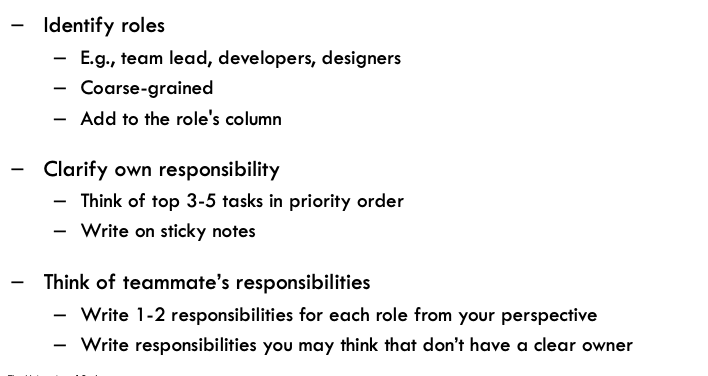 – Identify roles
– E.g., team lead, developers, designers
– Coarse-grained
– Add to the role's column
– Clarify own responsibility
– Think of top 3-5 tasks in priority order
– Write on sticky notes
– Think of teammate’s responsibilities
– Write 1-2 responsibilities for each role from your perspective
– Write responsibilities you may think that don’t have a clear owner